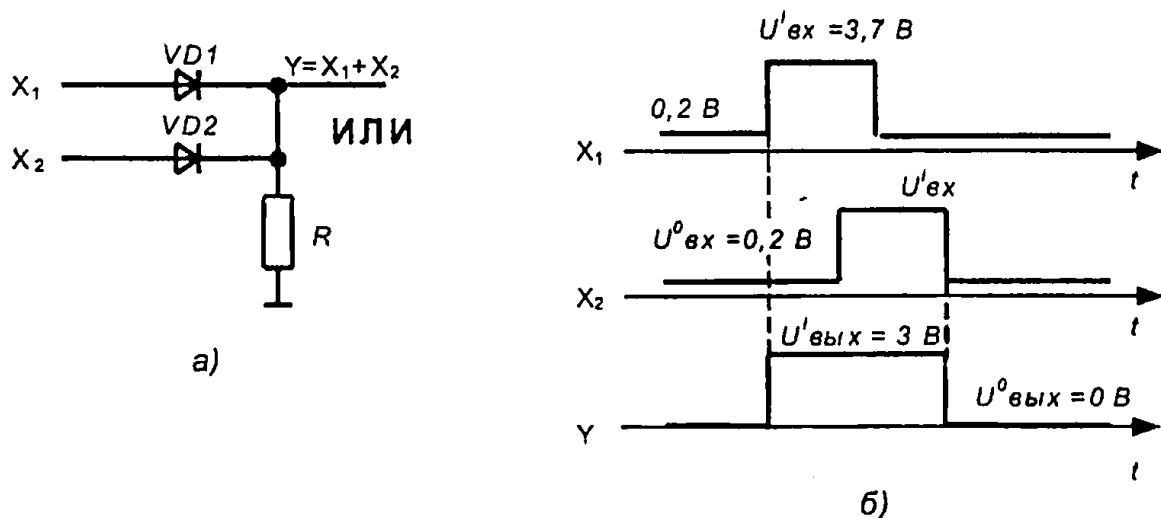 VD1
X₁
Y=X₁+X₂
VD2
ИЛИ
X₂
R
а)
U¹вх =3,7 В
0,2 В
X₁
t
U¹вх
U⁰вх =0,2 В
X₂
t
U¹вых = 3 В
U⁰вых =0 В
Y
t
б)